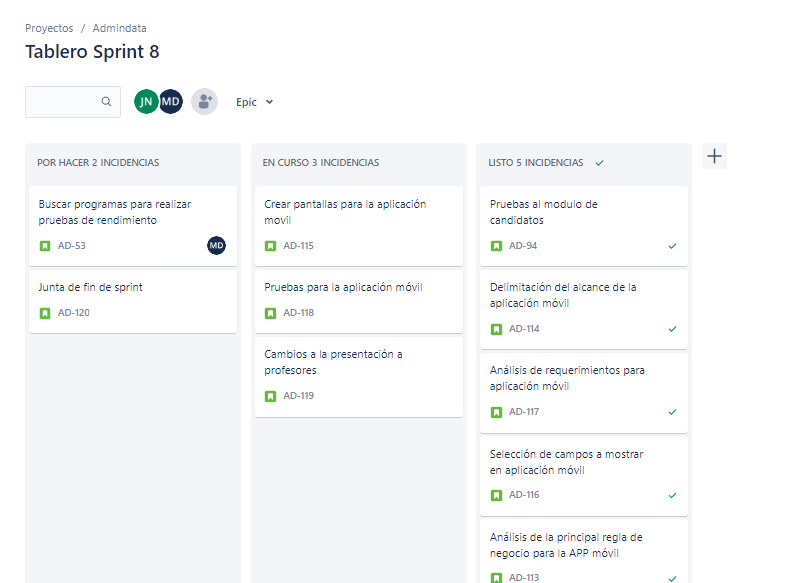 Proyectos / Admindata
Tablero Sprint 8
JN MD
Epic
POR HACER 2 INCIDENCIAS
Buscar programas para realizar
pruebas de rendimiento
AD-53
MD
Junta de fin de sprint
AD-120
EN CURSO 3 INCIDENCIAS
Crear pantallas para la aplicación
movil
AD-115
Pruebas para la aplicación móvil
AD-118
Cambios a la presentación a
profesores
AD-119
LISTO 5 INCIDENCIAS
Pruebas al modulo de
candidatos
AD-94
Delimitación del alcance de la
aplicación móvil
AD-114
Análisis de requerimientos para
aplicación móvil
AD-117
Selección de campos a mostrar
en aplicación móvil
AD-116
Análisis de la principal regla de
negocio para la APP móvil
AD-113